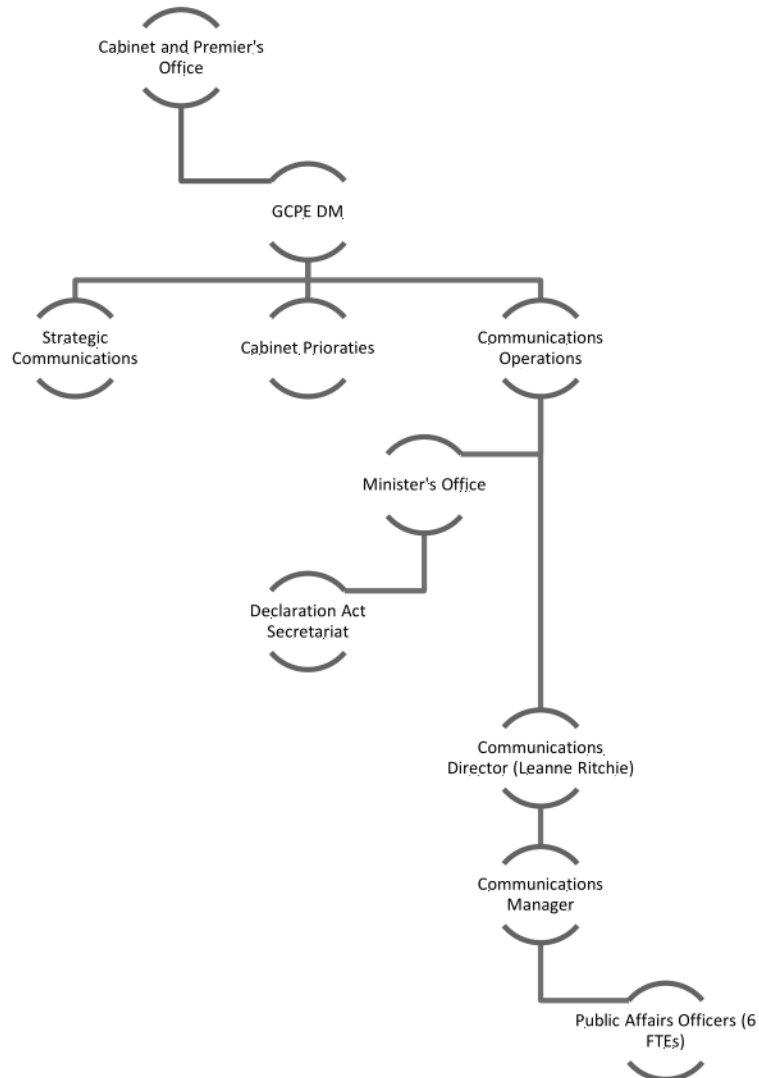 Cabinet and Premier's
Office
GCPE DM
Strategic
Communications
Cabinet Prioraties
Communications
Operations
Minister's Office
Declaration Act
Secretariat
Communications
Director (Leanne Ritchie)
Communications
Manager
Public Affairs Officers (6
FTEs)